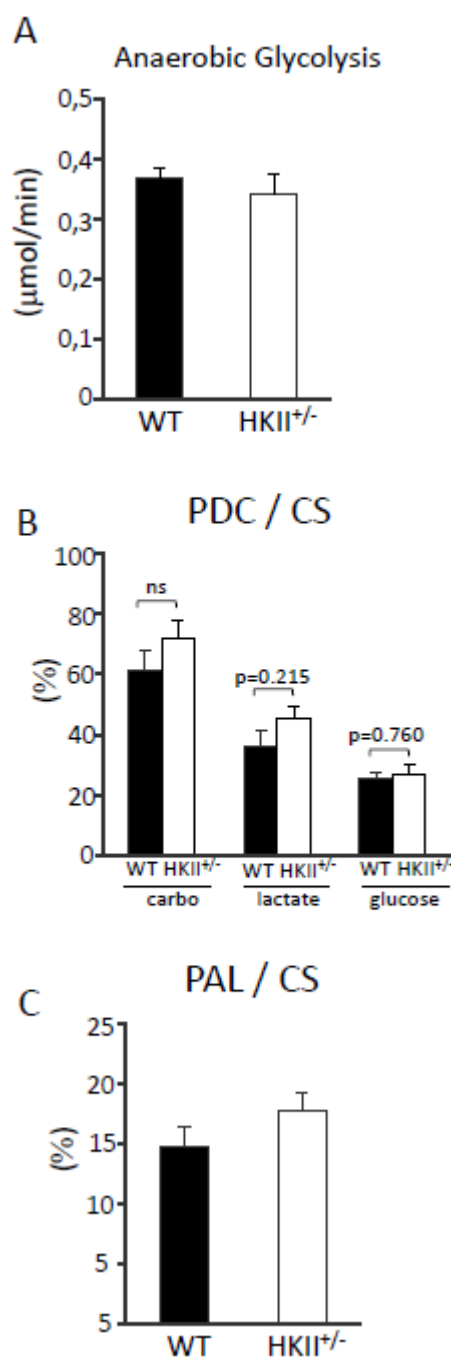 A
Anaerobic Glycolysis
(µmol/min)
0,5
0,4
0,3
0,2
0,1
0
WT HKII+/-
B
PDC / CS
(%)
100
80
60
40
20
0
ns
p=0.215
p=0.760
WT HKII+/- WT HKII+/- WT HKII+/-
carbo lactate glucose
C
PAL / CS
(%)
25
20
15
10
5
5
WT HKII+/-